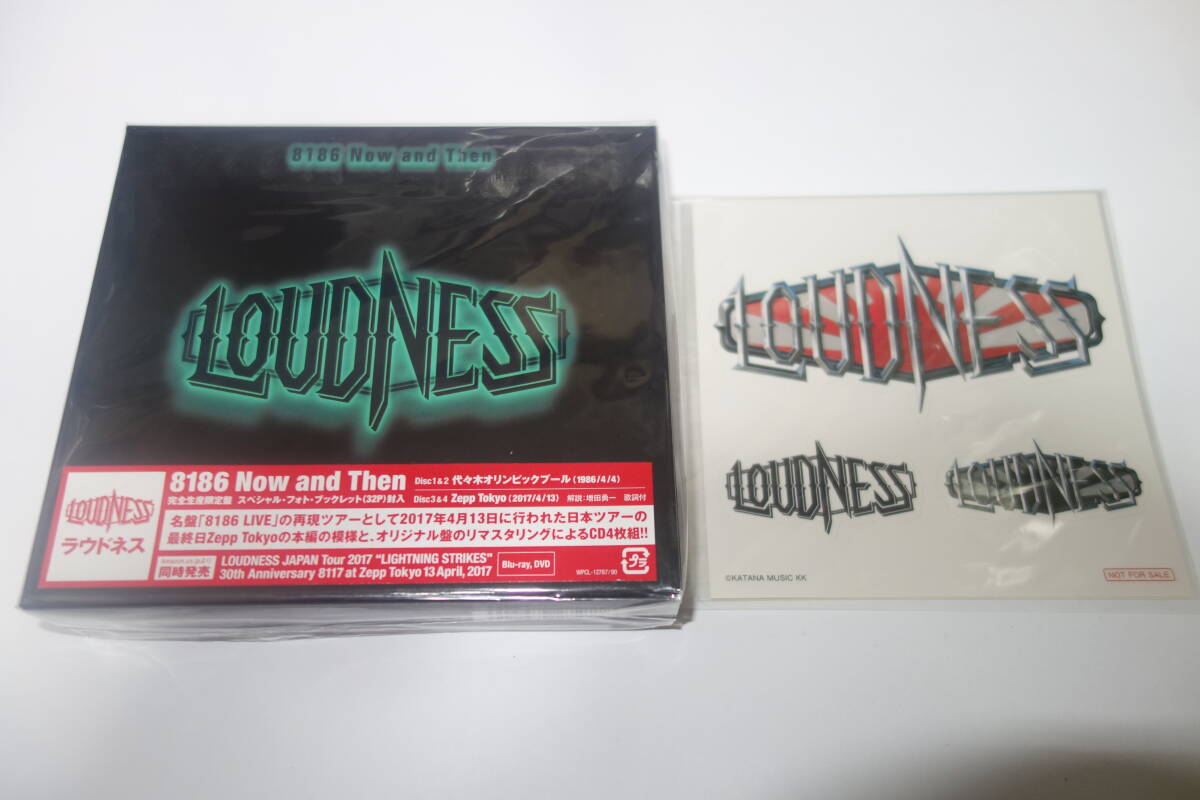 8186 Now and Then
LOUDNESS
LOUDNESS
ラウドネス
8186 Now and Then
Disc1&2 代々木オリンピックプール(1986/4/4)
完全生産限定盤 スペシャル・フォト・ブックレット(32P)封入
Disc3&4 Zepp Tokyo(2017/4/13) 解説:増田勇一 歌詞付
名盤「8186 LIVE」の再現ツアーとして2017年4月13日に行われた日本ツアーの
最終日Zepp Tokyoの本編の模様と、オリジナル盤のリマスタリングによるCD4枚組!!
同時発売
LOUDNESS JAPAN Tour 2017 "LIGHTNING STRIKES"
30th Anniversary 8117 at Zepp Tokyo 13 April, 2017
Blu-ray, DVD
WPCL-12787/90
プラ
LOUDNESS
LOUDNESS
LOUDNESS
©KATANA MUSIC KK
NOT FOR SALE